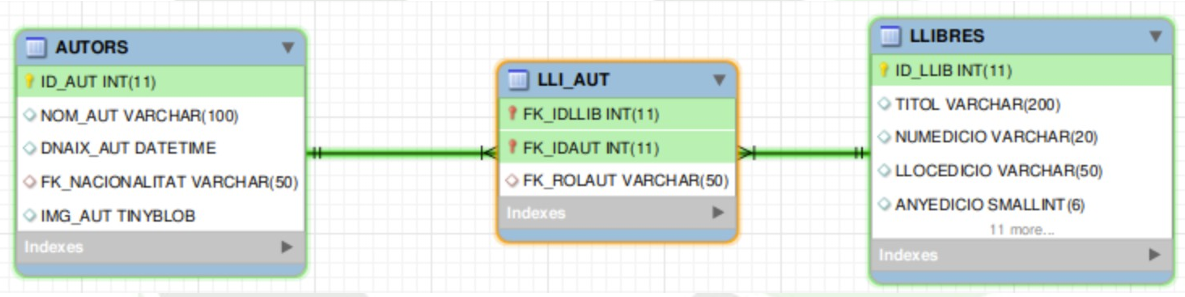 AUTORS
ID_AUT INT(11)
NOM_AUT VARCHAR(100)
DNAIX_AUT DATETIME
FK_NACIONALITAT VARCHAR(50)
IMG_AUT TINYBLOB
Indexes
LLI_AUT
FK_IDLLIB INT(11)
FK_IDAUT INT(11)
FK_ROLAUT VARCHAR(50)
Indexes
LLIBRES
ID_LLIB INT(11)
TITOL VARCHAR(200)
NUMEDICIO VARCHAR(20)
LLOCEDICIO VARCHAR(50)
ANYEDICIO SMALLINT(6)
11 more...
Indexes